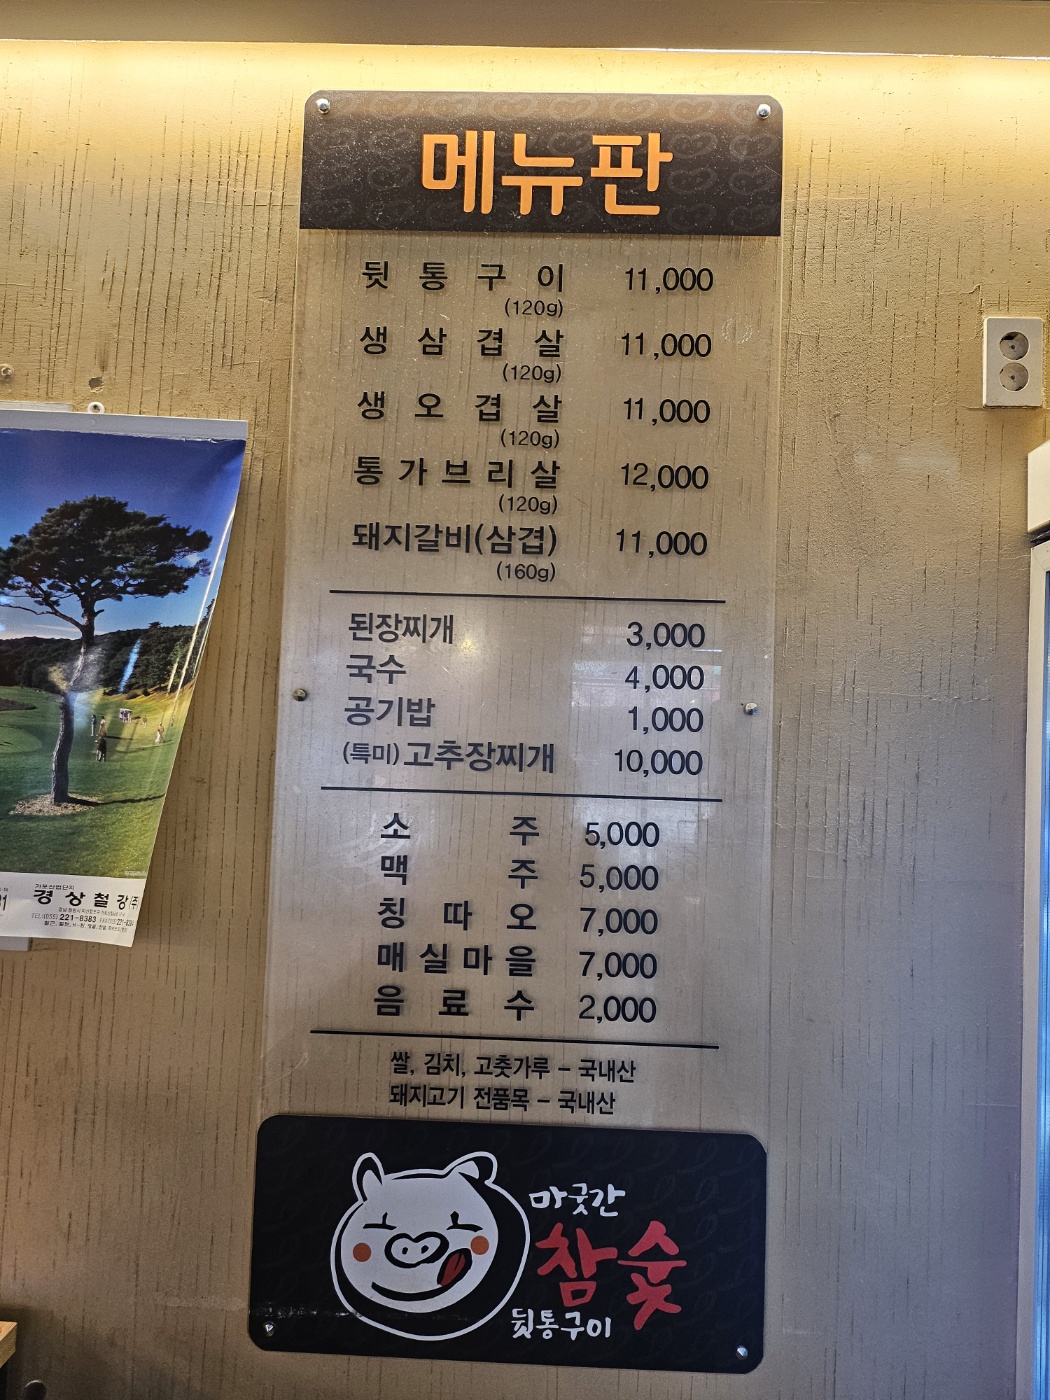 메뉴판
뒷통구이 11,000
(120g)
생삼겹살 11,000
(120g)
생오겹살 11,000
(120g)
통가브리살 12,000
(120g)
돼지갈비(삼겹) 11,000
(160g)
된장찌개 3,000
국수 4,000
공기밥 1,000
(특미)고추장찌개 10,000
소주 5,000
맥주 5,000
칭따오 7,000
매실마을 7,000
음료수 2,000
쌀, 김치, 고춧가루 - 국내산
돼지고기 전품목 - 국내산
마굿간
참숯
뒷통구이
경상철강(주)
TEL.(055) 221-8583